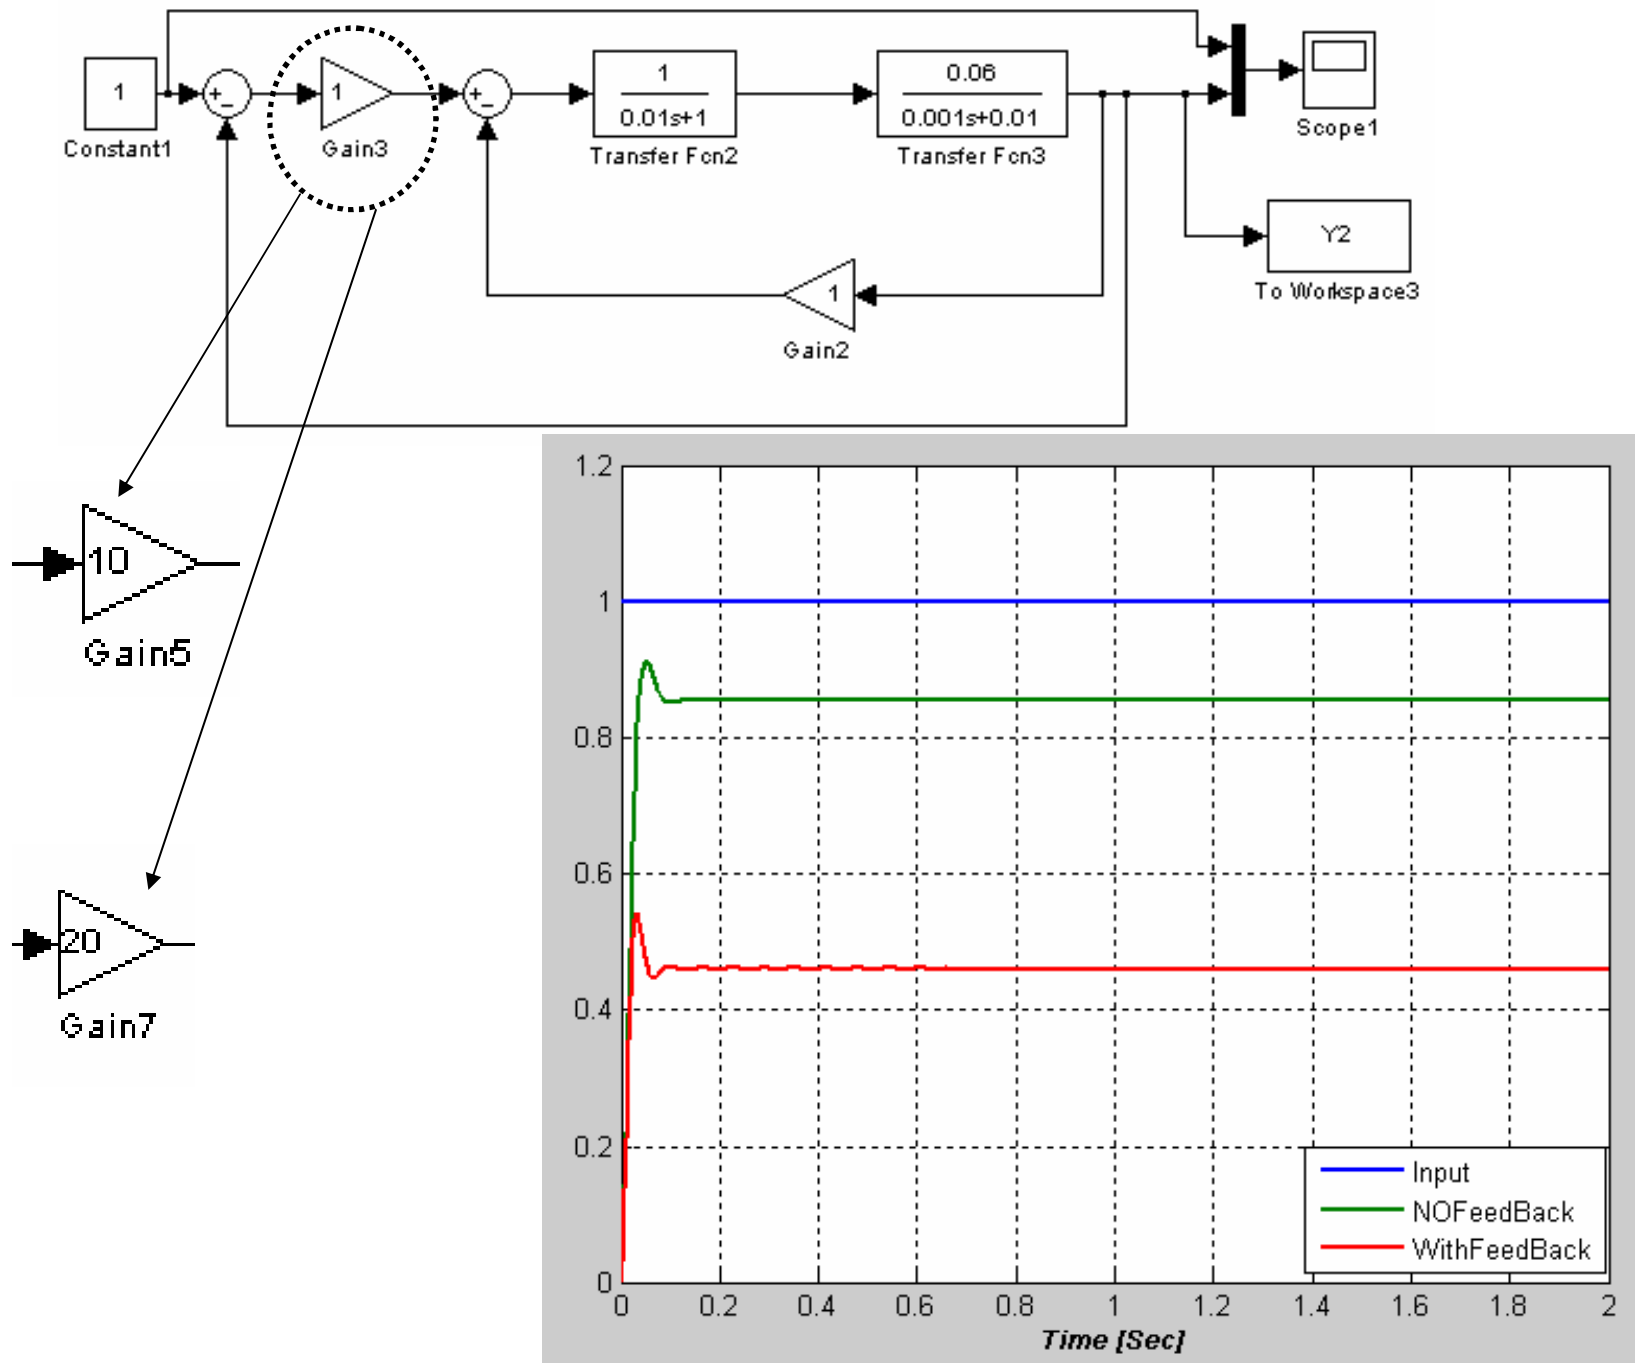 1
Constant1
+
−
1
Gain3
+
−
1
0.01s+1
Transfer Fcn2
0.06
0.001s+0.01
Transfer Fcn3
Scope1
Y2
To Workspace3
1
Gain2
10
Gain5
20
Gain7
1.2
1
0.8
0.6
0.4
0.2
0
0 0.2 0.4 0.6 0.8 1 1.2 1.4 1.6 1.8 2
Time [Sec]
Input
NOFeedBack
WithFeedBack